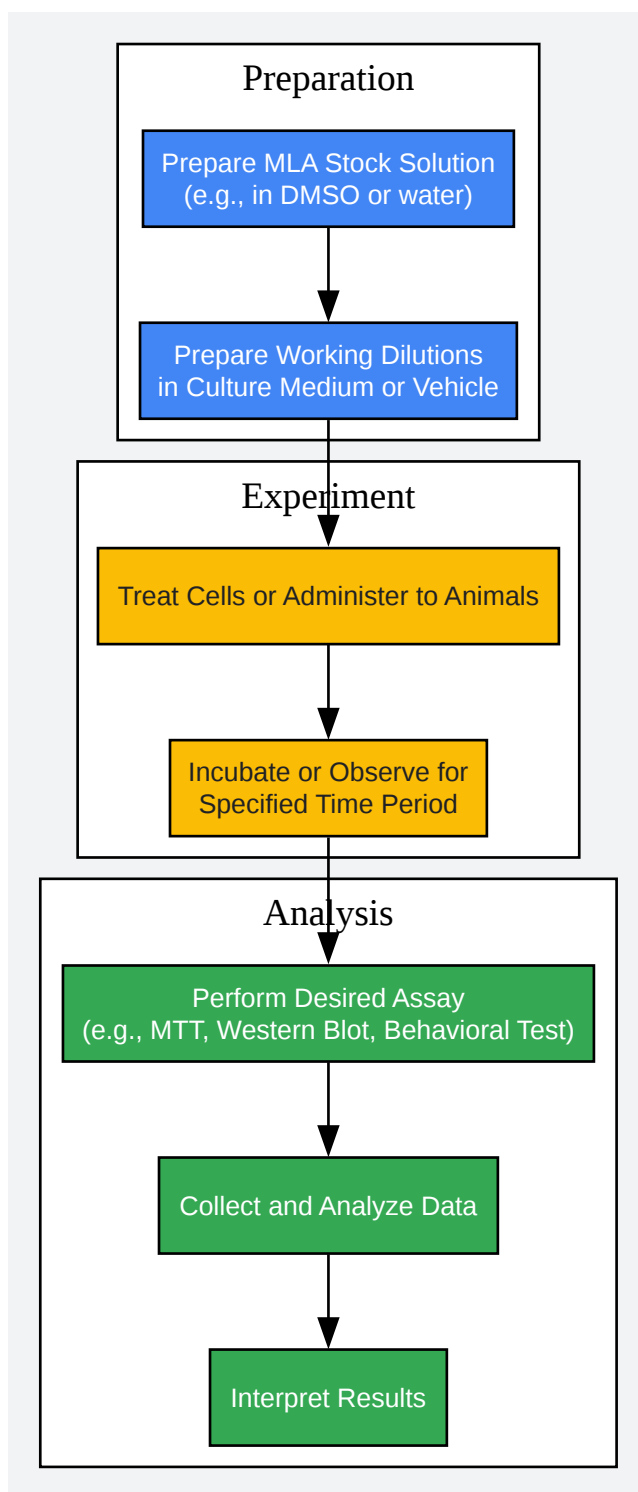 Preparation
Prepare MLA Stock Solution
(e.g., in DMSO or water)
Prepare Working Dilutions
in Culture Medium or Vehicle
Experiment
Treat Cells or Administer to Animals
Incubate or Observe for
Specified Time Period
Analysis
Perform Desired Assay
(e.g., MTT, Western Blot, Behavioral Test)
Collect and Analyze Data
Interpret Results